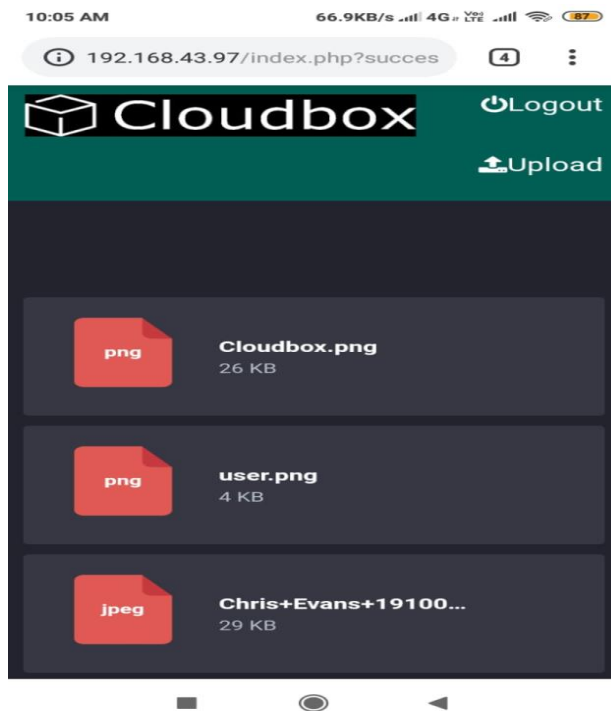 10:05 AM 66.9KB/s 4G Vo) LTE 87
192.168.43.97/index.php?succes 4
Cloudbox Logout
Upload
png Cloudbox.png
26 KB
png user.png
4 KB
jpeg Chris+Evans+19100...
29 KB